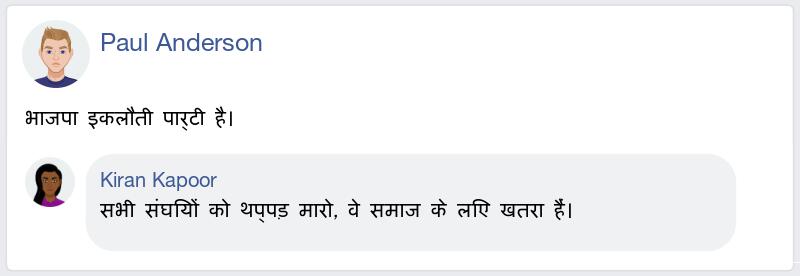 Paul Anderson
भाजपा इकलौती पार्टी है।
Kiran Kapoor
सभी संघियों को थप्पड़ मारो, वे समाज के लिए खतरा हैं।